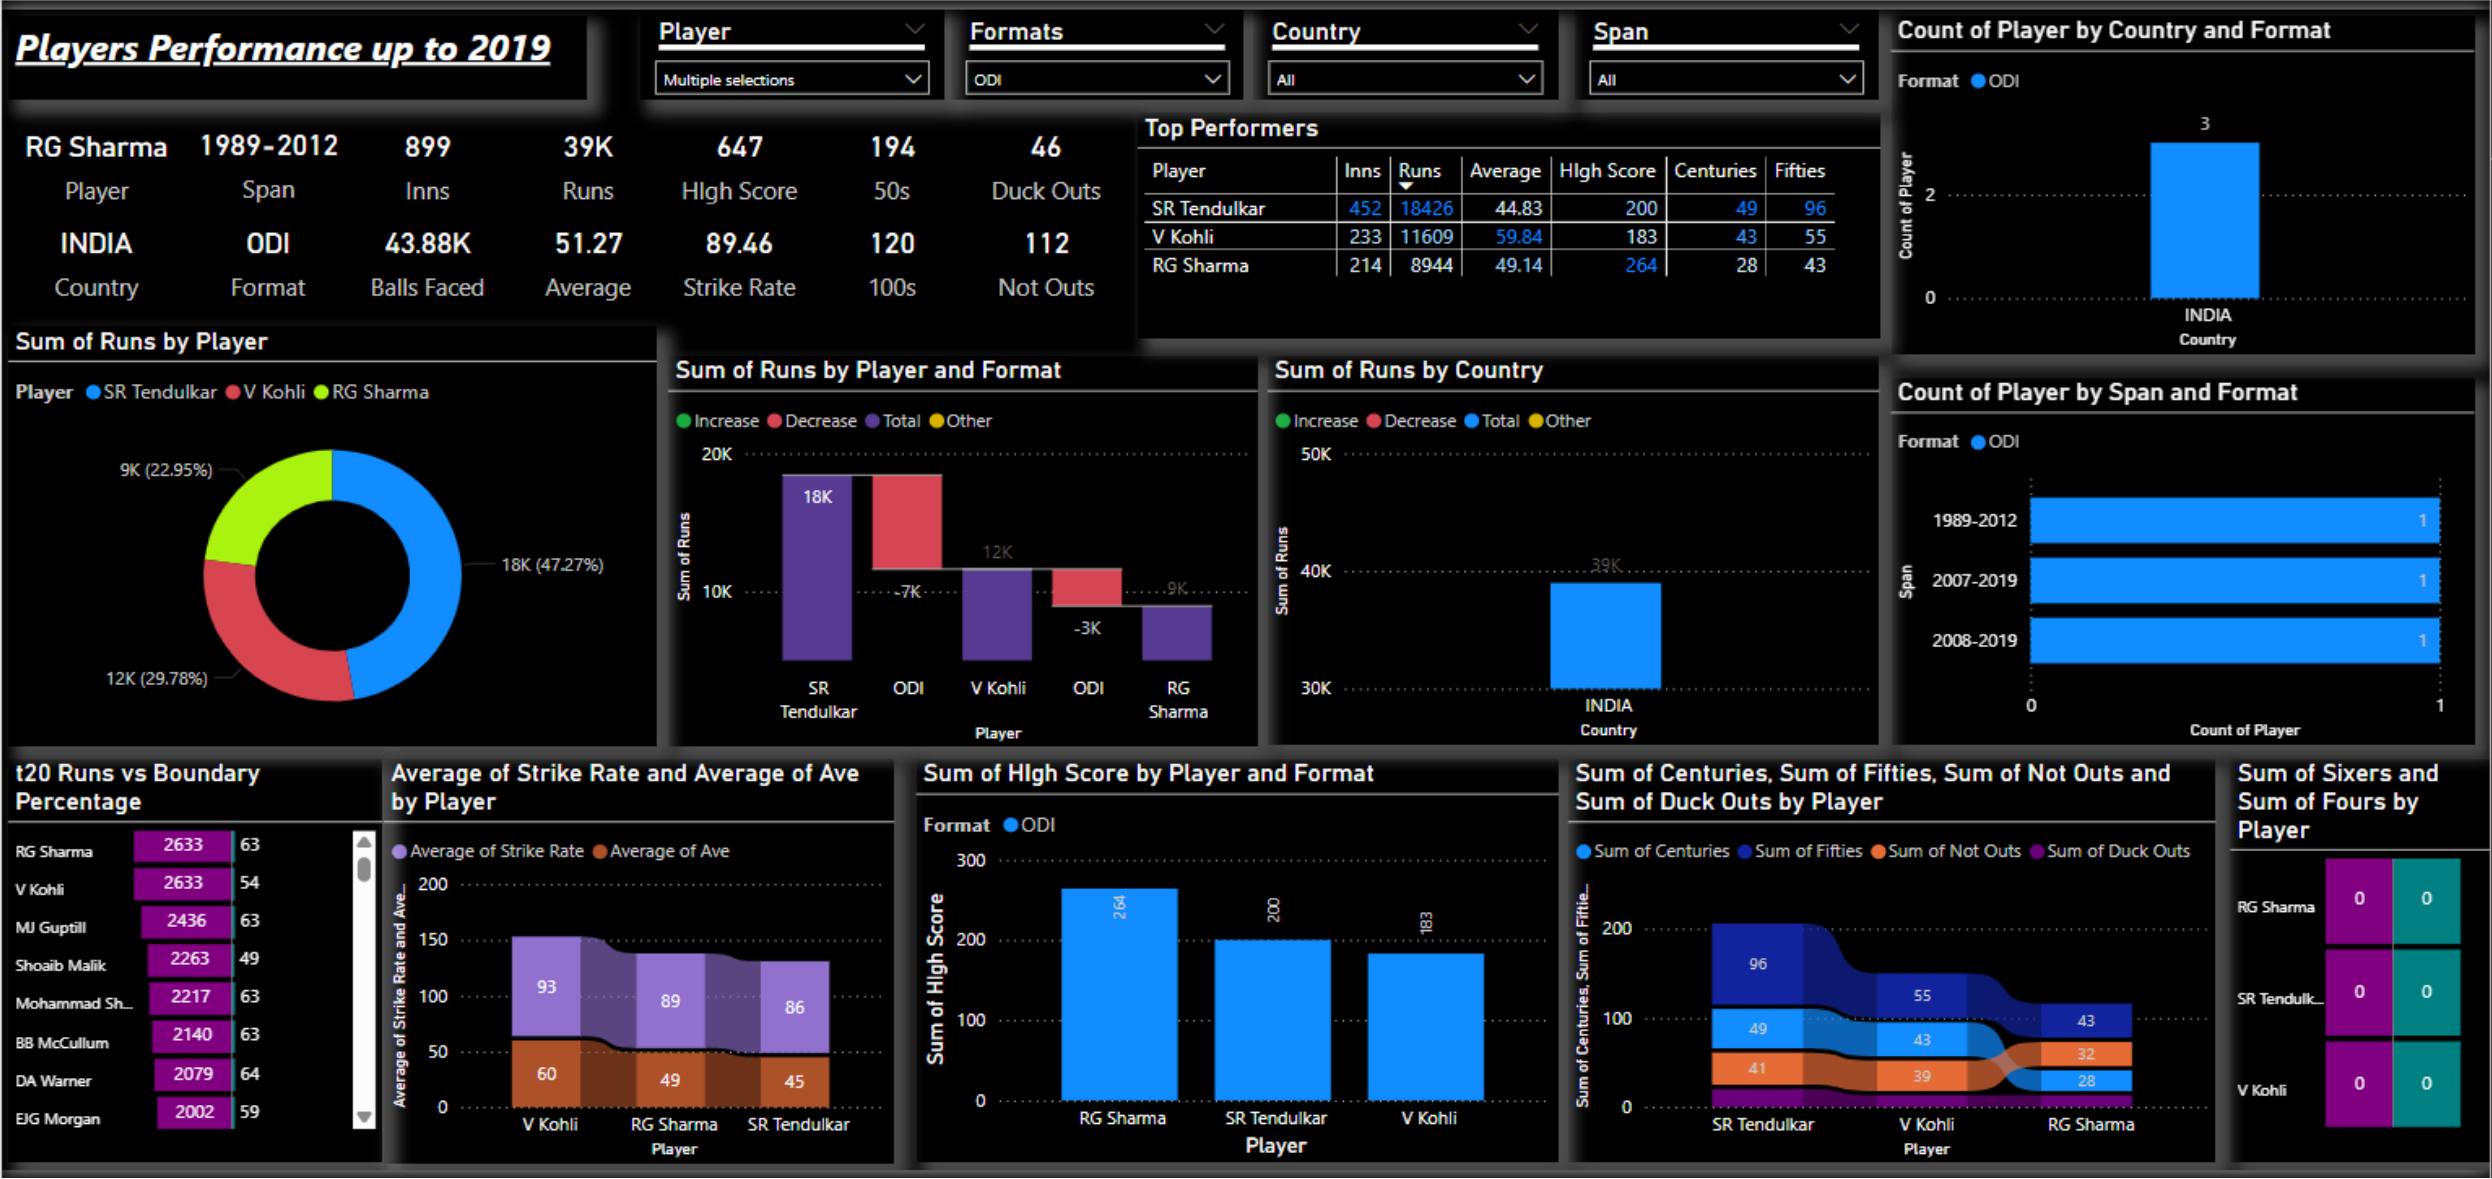 Players Performance up to 2019
Player
Multiple selections
Formats
ODI
Country
All
Span
All
RG Sharma 1989-2012 899 39K 647 194 46
Player Span Inns Runs HIgh Score 50s Duck Outs
INDIA ODI 43.88K 51.27 89.46 120 112
Country Format Balls Faced Average Strike Rate 100s Not Outs
Top Performers
Player Inns Runs Average HIgh Score Centuries Fifties
SR Tendulkar 452 18426 44.83 200 49 96
V Kohli 233 11609 59.84 183 43 55
RG Sharma 214 8944 49.14 264 28 43
Count of Player by Country and Format
Format ODI
3
Count of Player
2
0
INDIA
Country
Sum of Runs by Player
Player SR Tendulkar V Kohli RG Sharma
9K (22.95%)
18K (47.27%)
12K (29.78%)
Sum of Runs by Player and Format
Increase Decrease Total Other
Sum of Runs
20K
10K
18K
-7K
12K
-3K
9K
SR Tendulkar ODI V Kohli ODI RG Sharma
Player
Sum of Runs by Country
Increase Decrease Total Other
Sum of Runs
50K
40K
30K
39K
INDIA
Country
Count of Player by Span and Format
Format ODI
Span
1989-2012 1
2007-2019 1
2008-2019 1
0 1
Count of Player
t20 Runs vs Boundary
Percentage
RG Sharma 2633 63
V Kohli 2633 54
MJ Guptill 2436 63
Shoaib Malik 2263 49
Mohammad Sh... 2217 63
BB McCullum 2140 63
DA Warner 2079 64
EJG Morgan 2002 59
Average of Strike Rate and Average of Ave
by Player
Average of Strike Rate Average of Ave
Average of Strike Rate and Ave...
200
150
100
50
0
93 89 86
60 49 45
V Kohli RG Sharma SR Tendulkar
Player
Sum of HIgh Score by Player and Format
Format ODI
Sum of HIgh Score
300
200
100
0
264 200 183
RG Sharma SR Tendulkar V Kohli
Player
Sum of Centuries, Sum of Fifties, Sum of Not Outs and
Sum of Duck Outs by Player
Sum of Centuries Sum of Fifties Sum of Not Outs Sum of Duck Outs
Sum of Centuries, Sum of Fiftie...
200
100
0
96 55 43
49 43 32
41 39 28
SR Tendulkar V Kohli RG Sharma
Player
Sum of Sixers and
Sum of Fours by
Player
RG Sharma 0 0
SR Tendulk... 0 0
V Kohli 0 0